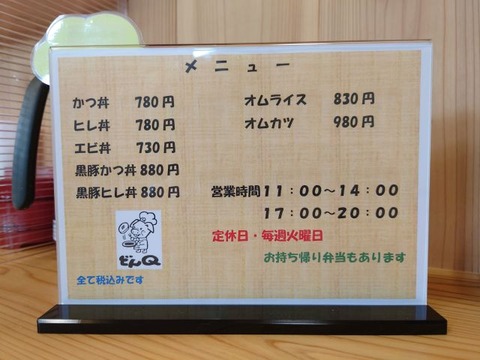 メニュー
かつ丼 780円
ヒレ丼 780円
エビ丼 730円
黒豚かつ丼 880円
黒豚ヒレ丼 880円
オムライス 830円
オムカツ 980円
営業時間 11:00～14:00
17:00～20:00
定休日・毎週火曜日
お持ち帰り弁当もあります
どんQ
全て税込みです